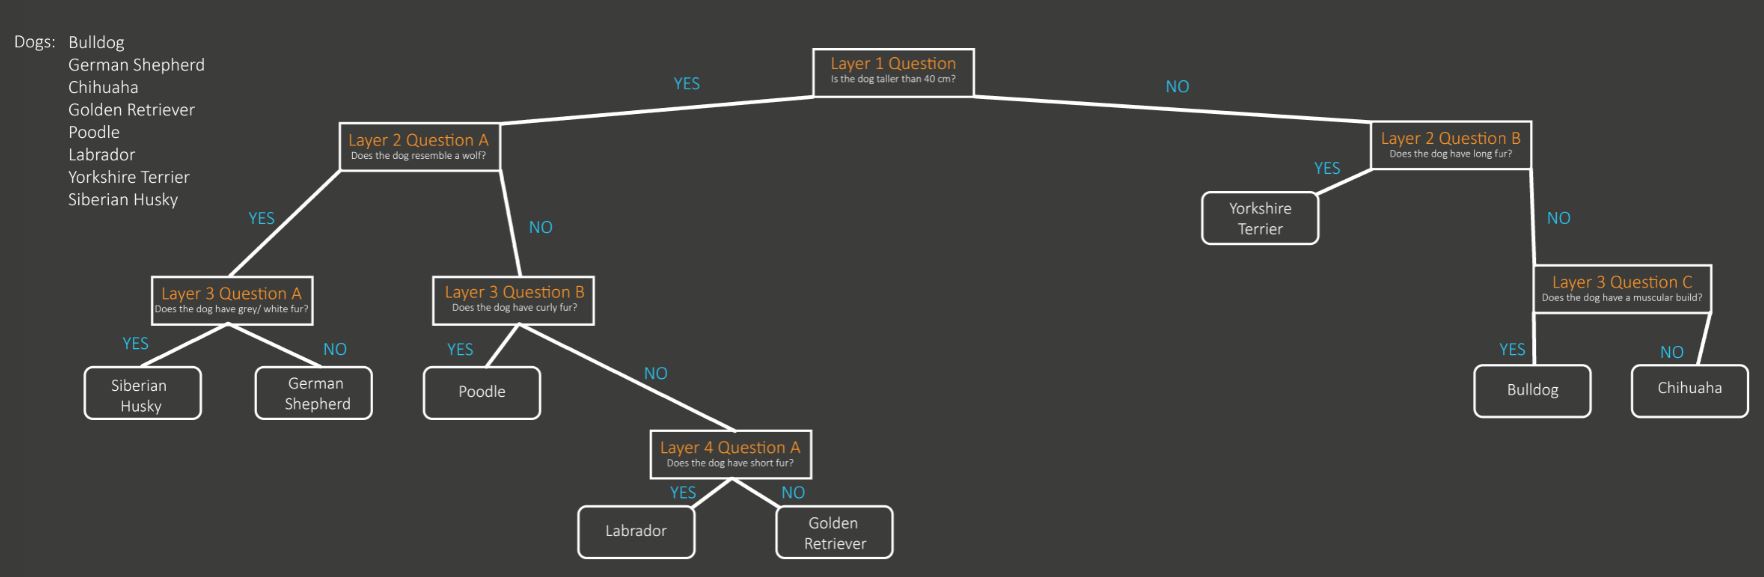 Dogs: Bulldog
German Shepherd
Chihuaha
Golden Retriever
Poodle
Labrador
Yorkshire Terrier
Siberian Husky
Layer 1 Question
Is the dog taller than 40 cm?
YES
NO
Layer 2 Question A
Does the dog resemble a wolf?
Layer 2 Question B
Does the dog have long fur?
YES
NO
YES
NO
Yorkshire
Terrier
Layer 3 Question A
Does the dog have grey/ white fur?
Layer 3 Question B
Does the dog have curly fur?
Layer 3 Question C
Does the dog have a muscular build?
YES
NO
YES
NO
YES
NO
Siberian
Husky
German
Shepherd
Poodle
Bulldog
Chihuaha
Layer 4 Question A
Does the dog have short fur?
YES
NO
Labrador
Golden
Retriever